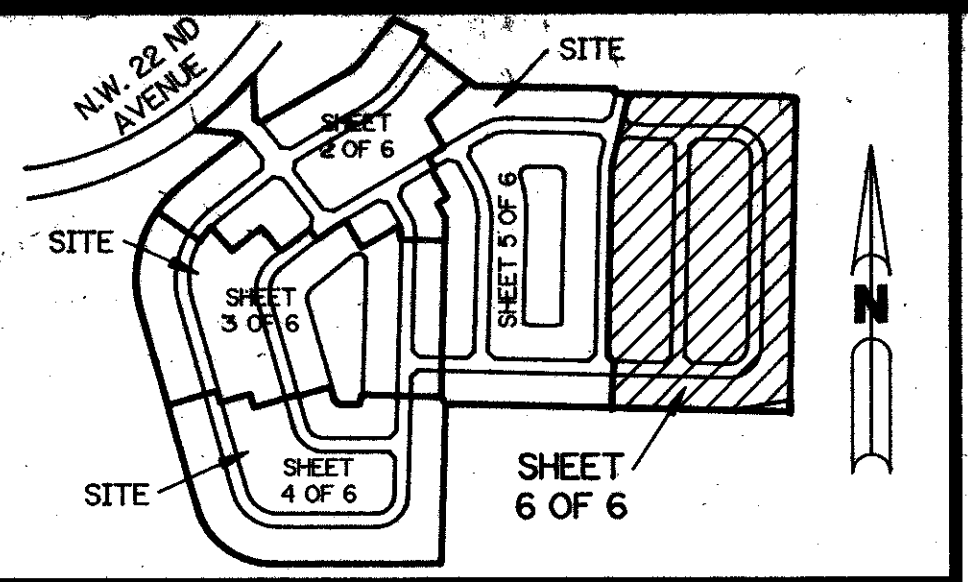 N.W. 22 ND
AVENUE
SITE
SHEET
2 OF 6
SHEET 5 OF 6
SITE
SHEET
3 OF 6
N
SHEET
6 OF 6
SITE
SHEET
4 OF 6